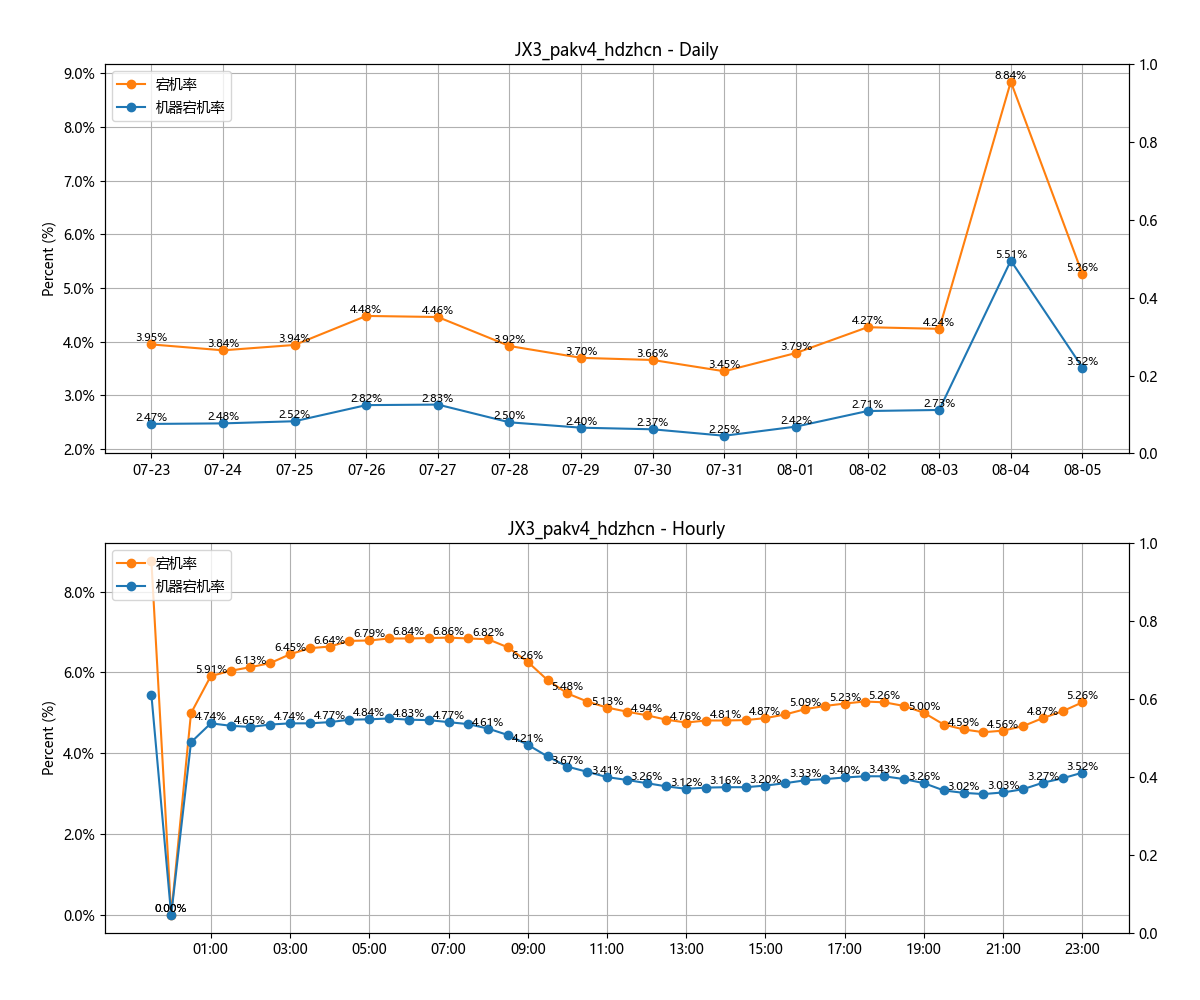 JX3_pakv4_hdzhcn - Daily
宕机率
机器宕机率
Percent (%)
9.0%
8.0%
7.0%
6.0%
5.0%
4.0%
3.0%
2.0%
1.0
0.8
0.6
0.4
0.2
0.0
3.95% 3.84% 3.94% 4.48% 4.46% 3.92% 3.70% 3.66% 3.45% 3.79% 4.27% 4.24% 8.84% 5.26%
2.47% 2.48% 2.52% 2.82% 2.83% 2.50% 2.40% 2.37% 2.25% 2.42% 2.71% 2.73% 5.51% 3.52%
07-23 07-24 07-25 07-26 07-27 07-28 07-29 07-30 07-31 08-01 08-02 08-03 08-04 08-05
JX3_pakv4_hdzhcn - Hourly
宕机率
机器宕机率
Percent (%)
8.0%
6.0%
4.0%
2.0%
0.0%
1.0
0.8
0.6
0.4
0.2
0.0
0.00% 5.91% 6.13% 6.45% 6.64% 6.79% 6.84% 6.86% 6.82% 6.26% 5.48% 5.13% 4.94% 4.76% 4.81% 4.87% 5.09% 5.23% 5.26% 5.00% 4.59% 4.56% 4.87% 5.26%
0.00% 4.74% 4.65% 4.74% 4.77% 4.84% 4.83% 4.77% 4.61% 4.21% 3.67% 3.41% 3.26% 3.12% 3.16% 3.20% 3.33% 3.40% 3.43% 3.26% 3.02% 3.03% 3.27% 3.52%
01:00 03:00 05:00 07:00 09:00 11:00 13:00 15:00 17:00 19:00 21:00 23:00